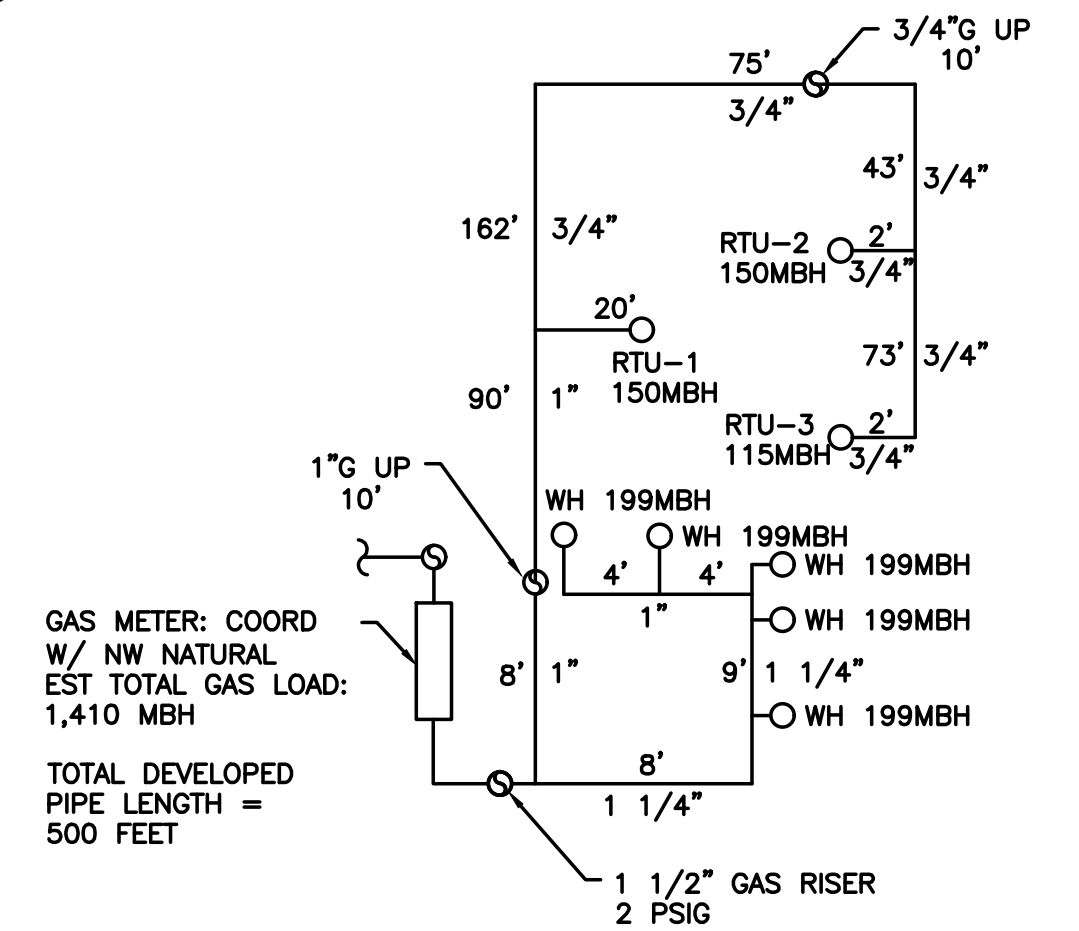 3/4"G UP
10'
75'
3/4"
43'
3/4"
162'
3/4"
RTU-2
150MBH
2'
3/4"
20'
RTU-1
150MBH
73'
3/4"
90'
1"
RTU-3
115MBH
2'
3/4"
1"G UP
10'
WH 199MBH
WH 199MBH
WH 199MBH
4'
4'
1"
WH 199MBH
GAS METER: COORD
W/ NW NATURAL
EST TOTAL GAS LOAD:
1,410 MBH
8'
1"
9'
1 1/4"
WH 199MBH
8'
1 1/4"
TOTAL DEVELOPED
PIPE LENGTH =
500 FEET
1 1/2" GAS RISER
2 PSIG